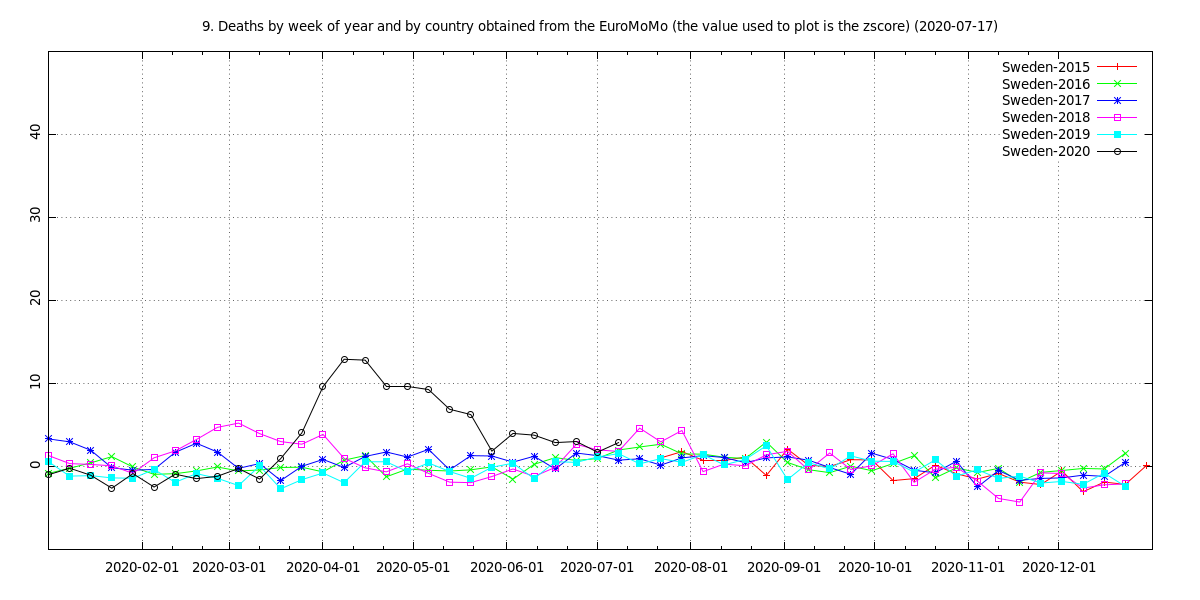 9. Deaths by week of year and by country obtained from the EuroMoMo (the value used to plot is the zscore) (2020-07-17)
Sweden-2015
Sweden-2016
Sweden-2017
Sweden-2018
Sweden-2019
Sweden-2020
40
30
20
10
0
2020-02-01 2020-03-01 2020-04-01 2020-05-01 2020-06-01 2020-07-01 2020-08-01 2020-09-01 2020-10-01 2020-11-01 2020-12-01